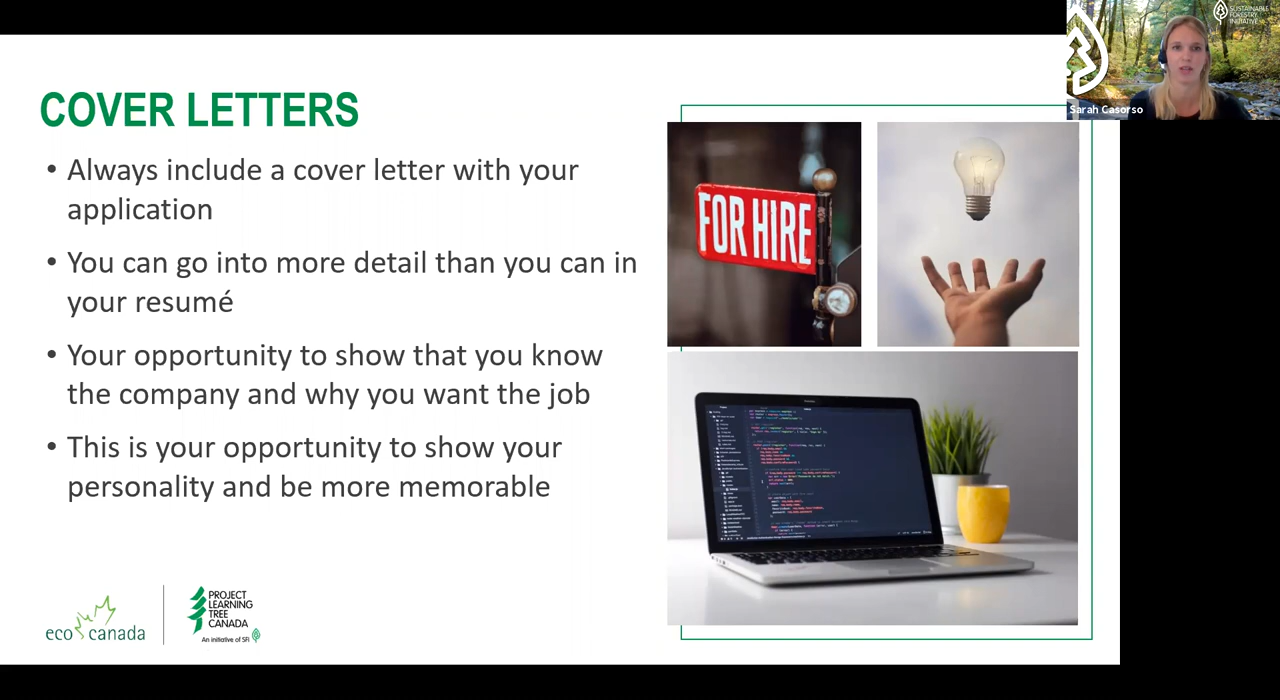 SUSTAINABLE
FORESTRY
INITIATIVE
Sarah Casorso
COVER LETTERS
• Always include a cover letter with your
application
• You can go into more detail than you can in
your resumé
• Your opportunity to show that you know
the company and why you want the job
• This is your opportunity to show your
personality and be more memorable
FOR HIRE
eco canada
PROJECT
LEARNING
TREE
CANADA
An initiative of SFI